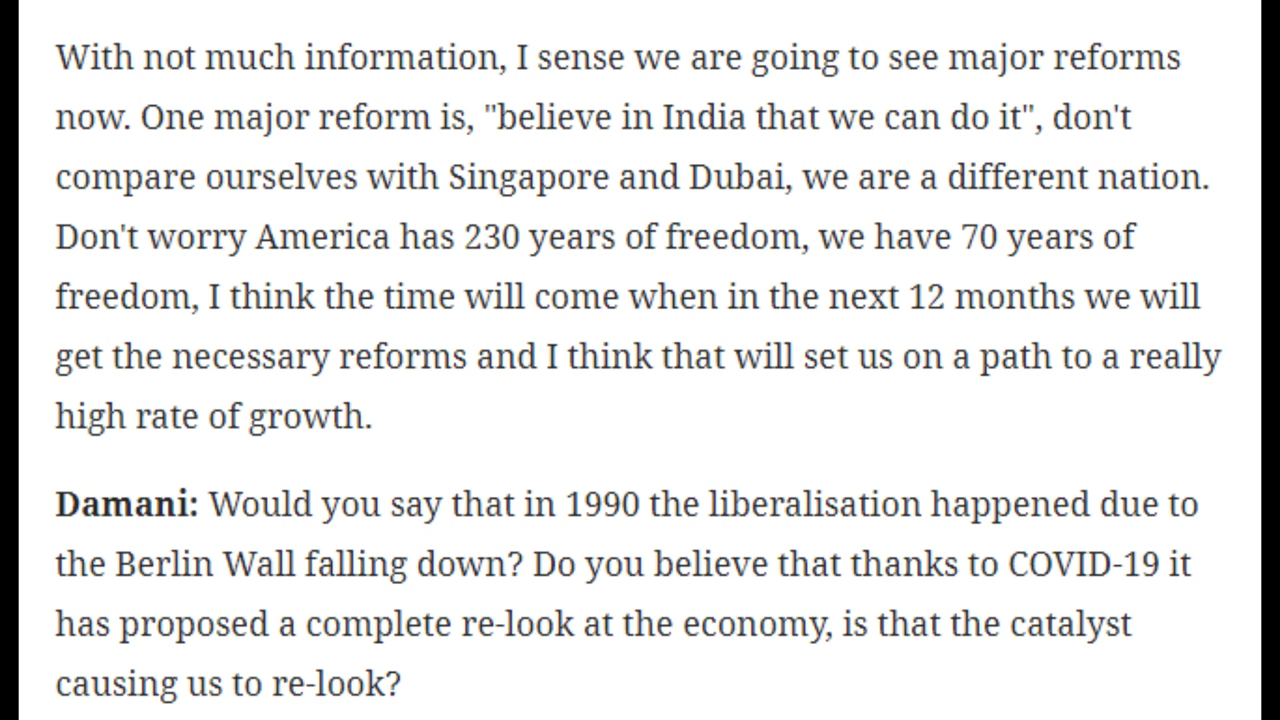 With not much information, I sense we are going to see major reforms
now. One major reform is, "believe in India that we can do it", don't
compare ourselves with Singapore and Dubai, we are a different nation.
Don't worry America has 230 years of freedom, we have 70 years of
freedom, I think the time will come when in the next 12 months we will
get the necessary reforms and I think that will set us on a path to a really
high rate of growth.
Damani: Would you say that in 1990 the liberalisation happened due to
the Berlin Wall falling down? Do you believe that thanks to COVID-19 it
has proposed a complete re-look at the economy, is that the catalyst
causing us to re-look?